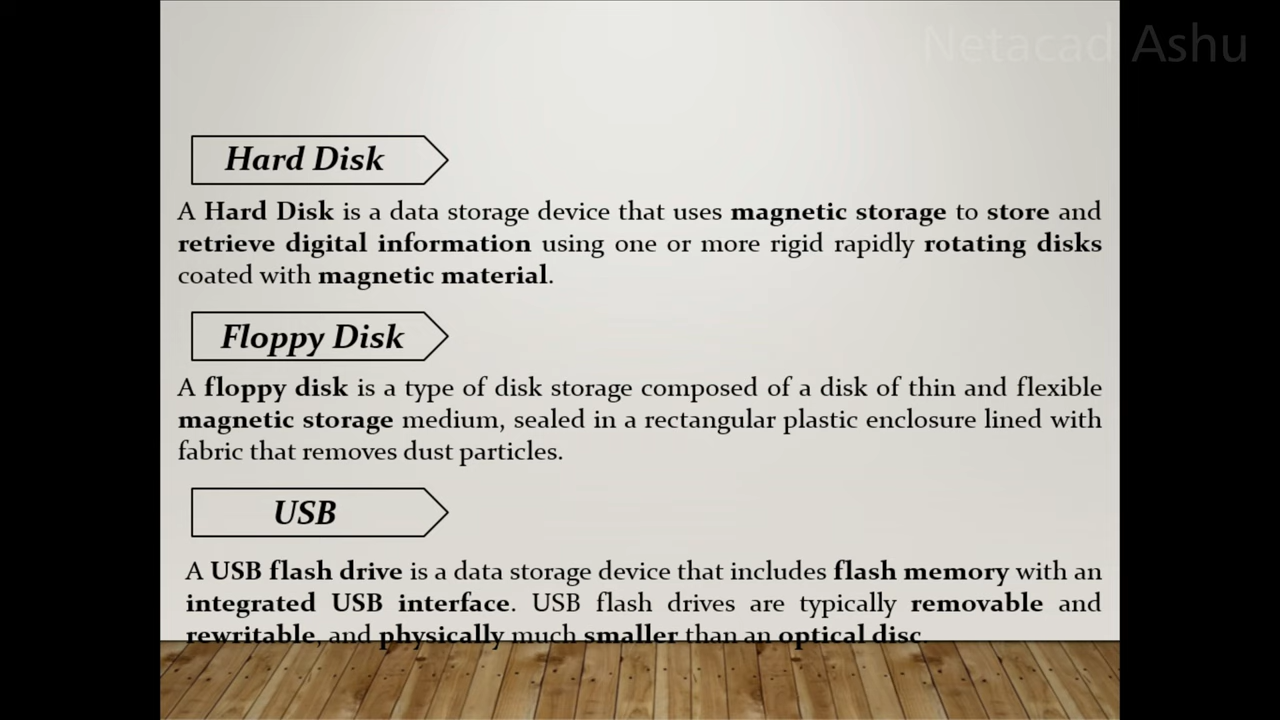 Netacad Ashu
Hard Disk
A Hard Disk is a data storage device that uses magnetic storage to store and
retrieve digital information using one or more rigid rapidly rotating disks
coated with magnetic material.
Floppy Disk
A floppy disk is a type of disk storage composed of a disk of thin and flexible
magnetic storage medium, sealed in a rectangular plastic enclosure lined with
fabric that removes dust particles.
USB
A USB flash drive is a data storage device that includes flash memory with an
integrated USB interface. USB flash drives are typically removable and
rewritable, and physically much smaller than an optical disc.